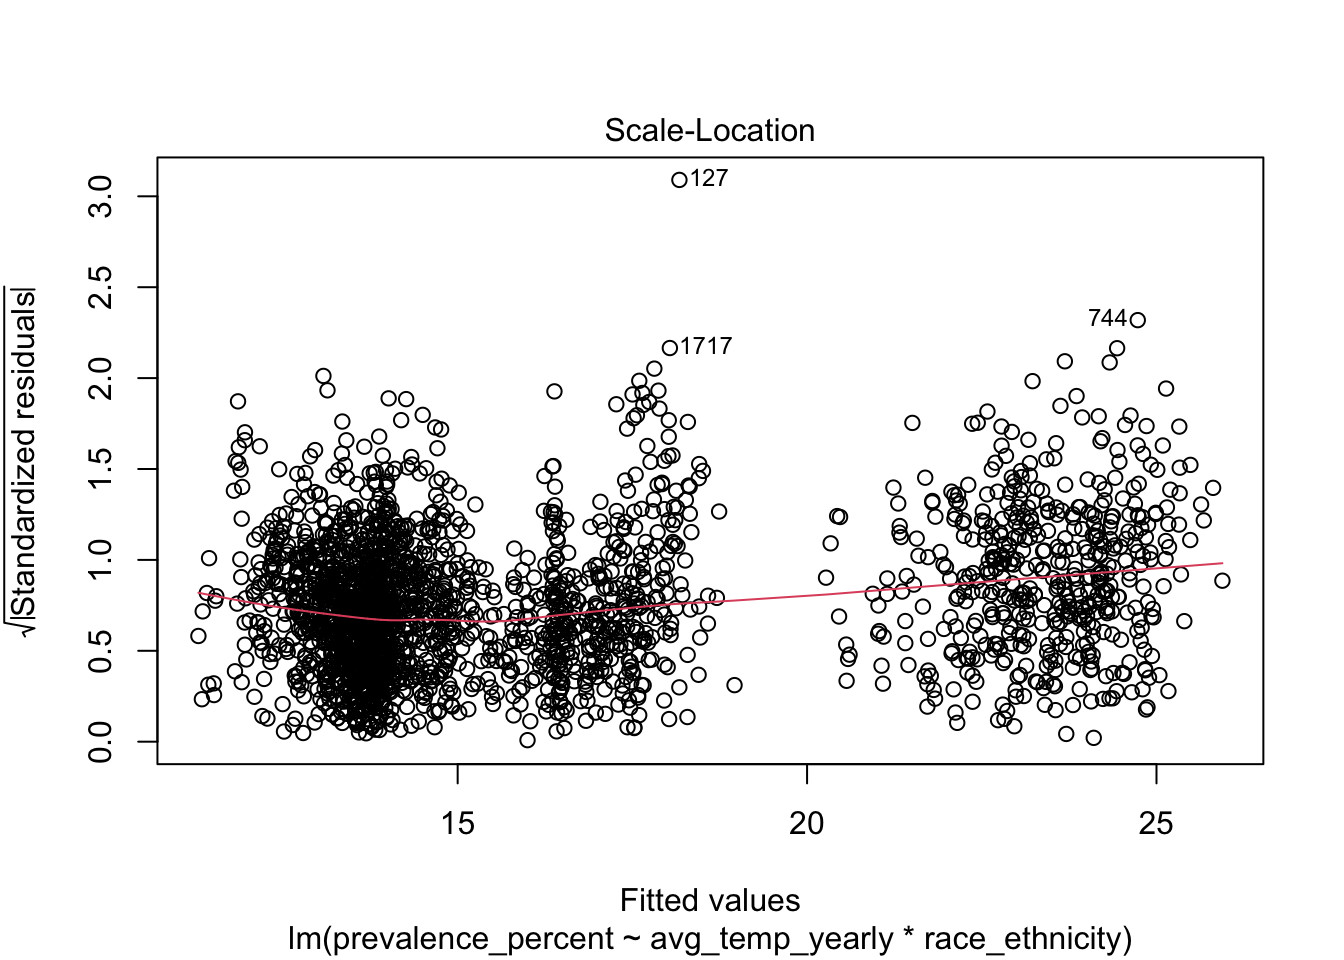 Scale-Location
√|Standardized residuals|
3.0
2.5
2.0
1.5
1.0
0.5
0.0
127
744
1717
15 20 25
Fitted values
lm(prevalence_percent ~ avg_temp_yearly * race_ethnicity)